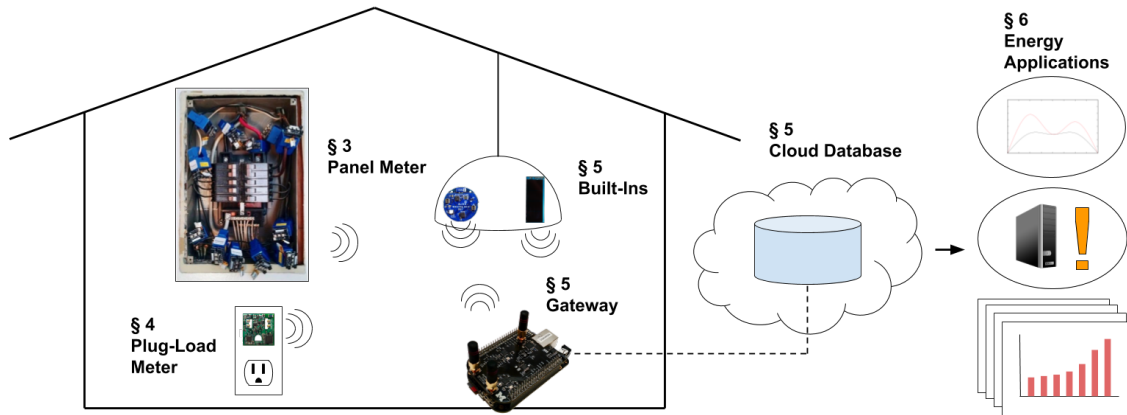 § 3
Panel Meter
§ 5
Built-Ins
§ 4
Plug-Load
Meter
§ 5
Gateway
§ 5
Cloud Database
§ 6
Energy
Applications